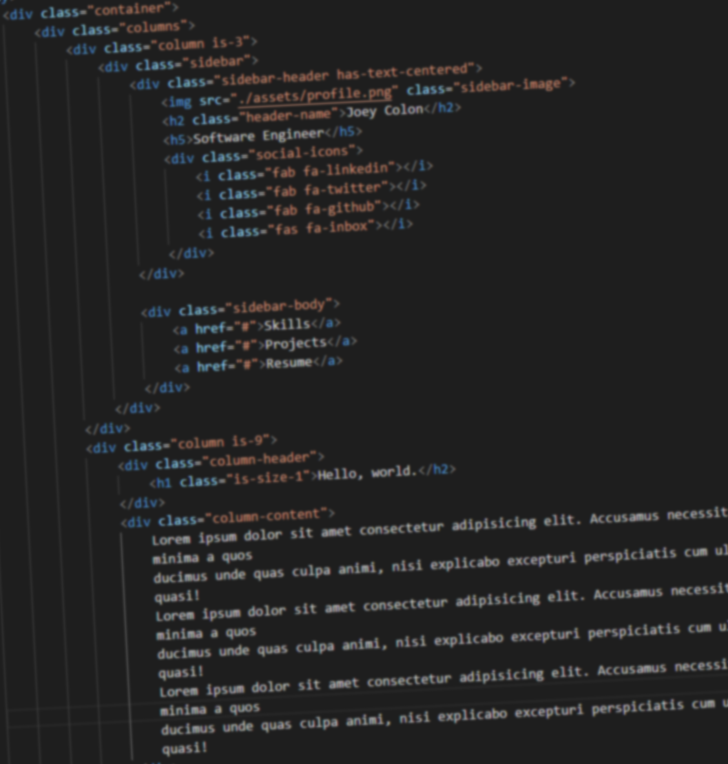 <div class="container">
<div class="columns">
<div class="column is-3">
<div class="sidebar">
<div class="sidebar-header has-text-centered">
<img src="./assets/profile.png" class="sidebar-image">
<h2 class="header-name">Joey Colon</h2>
<h5>Software Engineer</h5>
<div class="social-icons">
<i class="fab fa-linkedin"></i>
<i class="fab fa-twitter"></i>
<i class="fab fa-github"></i>
<i class="fas fa-inbox"></i>
</div>
</div>
<div class="sidebar-body">
<a href="#">Skills</a>
<a href="#">Projects</a>
<a href="#">Resume</a>
</div>
</div>
</div>
<div class="column is-9">
<div class="column-header">
<h1 class="is-size-1">Hello, world.</h2>
</div>
<div class="column-content">
Lorem ipsum dolor sit amet consectetur adipisicing elit. Accusamus necessit
minima a quos
ducimus unde quas culpa animi, nisi explicabo excepturi perspiciatis cum ul
quasi!
Lorem ipsum dolor sit amet consectetur adipisicing elit. Accusamus necessit
minima a quos
ducimus unde quas culpa animi, nisi explicabo excepturi perspiciatis cum ul
quasi!
Lorem ipsum dolor sit amet consectetur adipisicing elit. Accusamus necessi
minima a quos
ducimus unde quas culpa animi, nisi explicabo excepturi perspiciatis cum u
quasi!